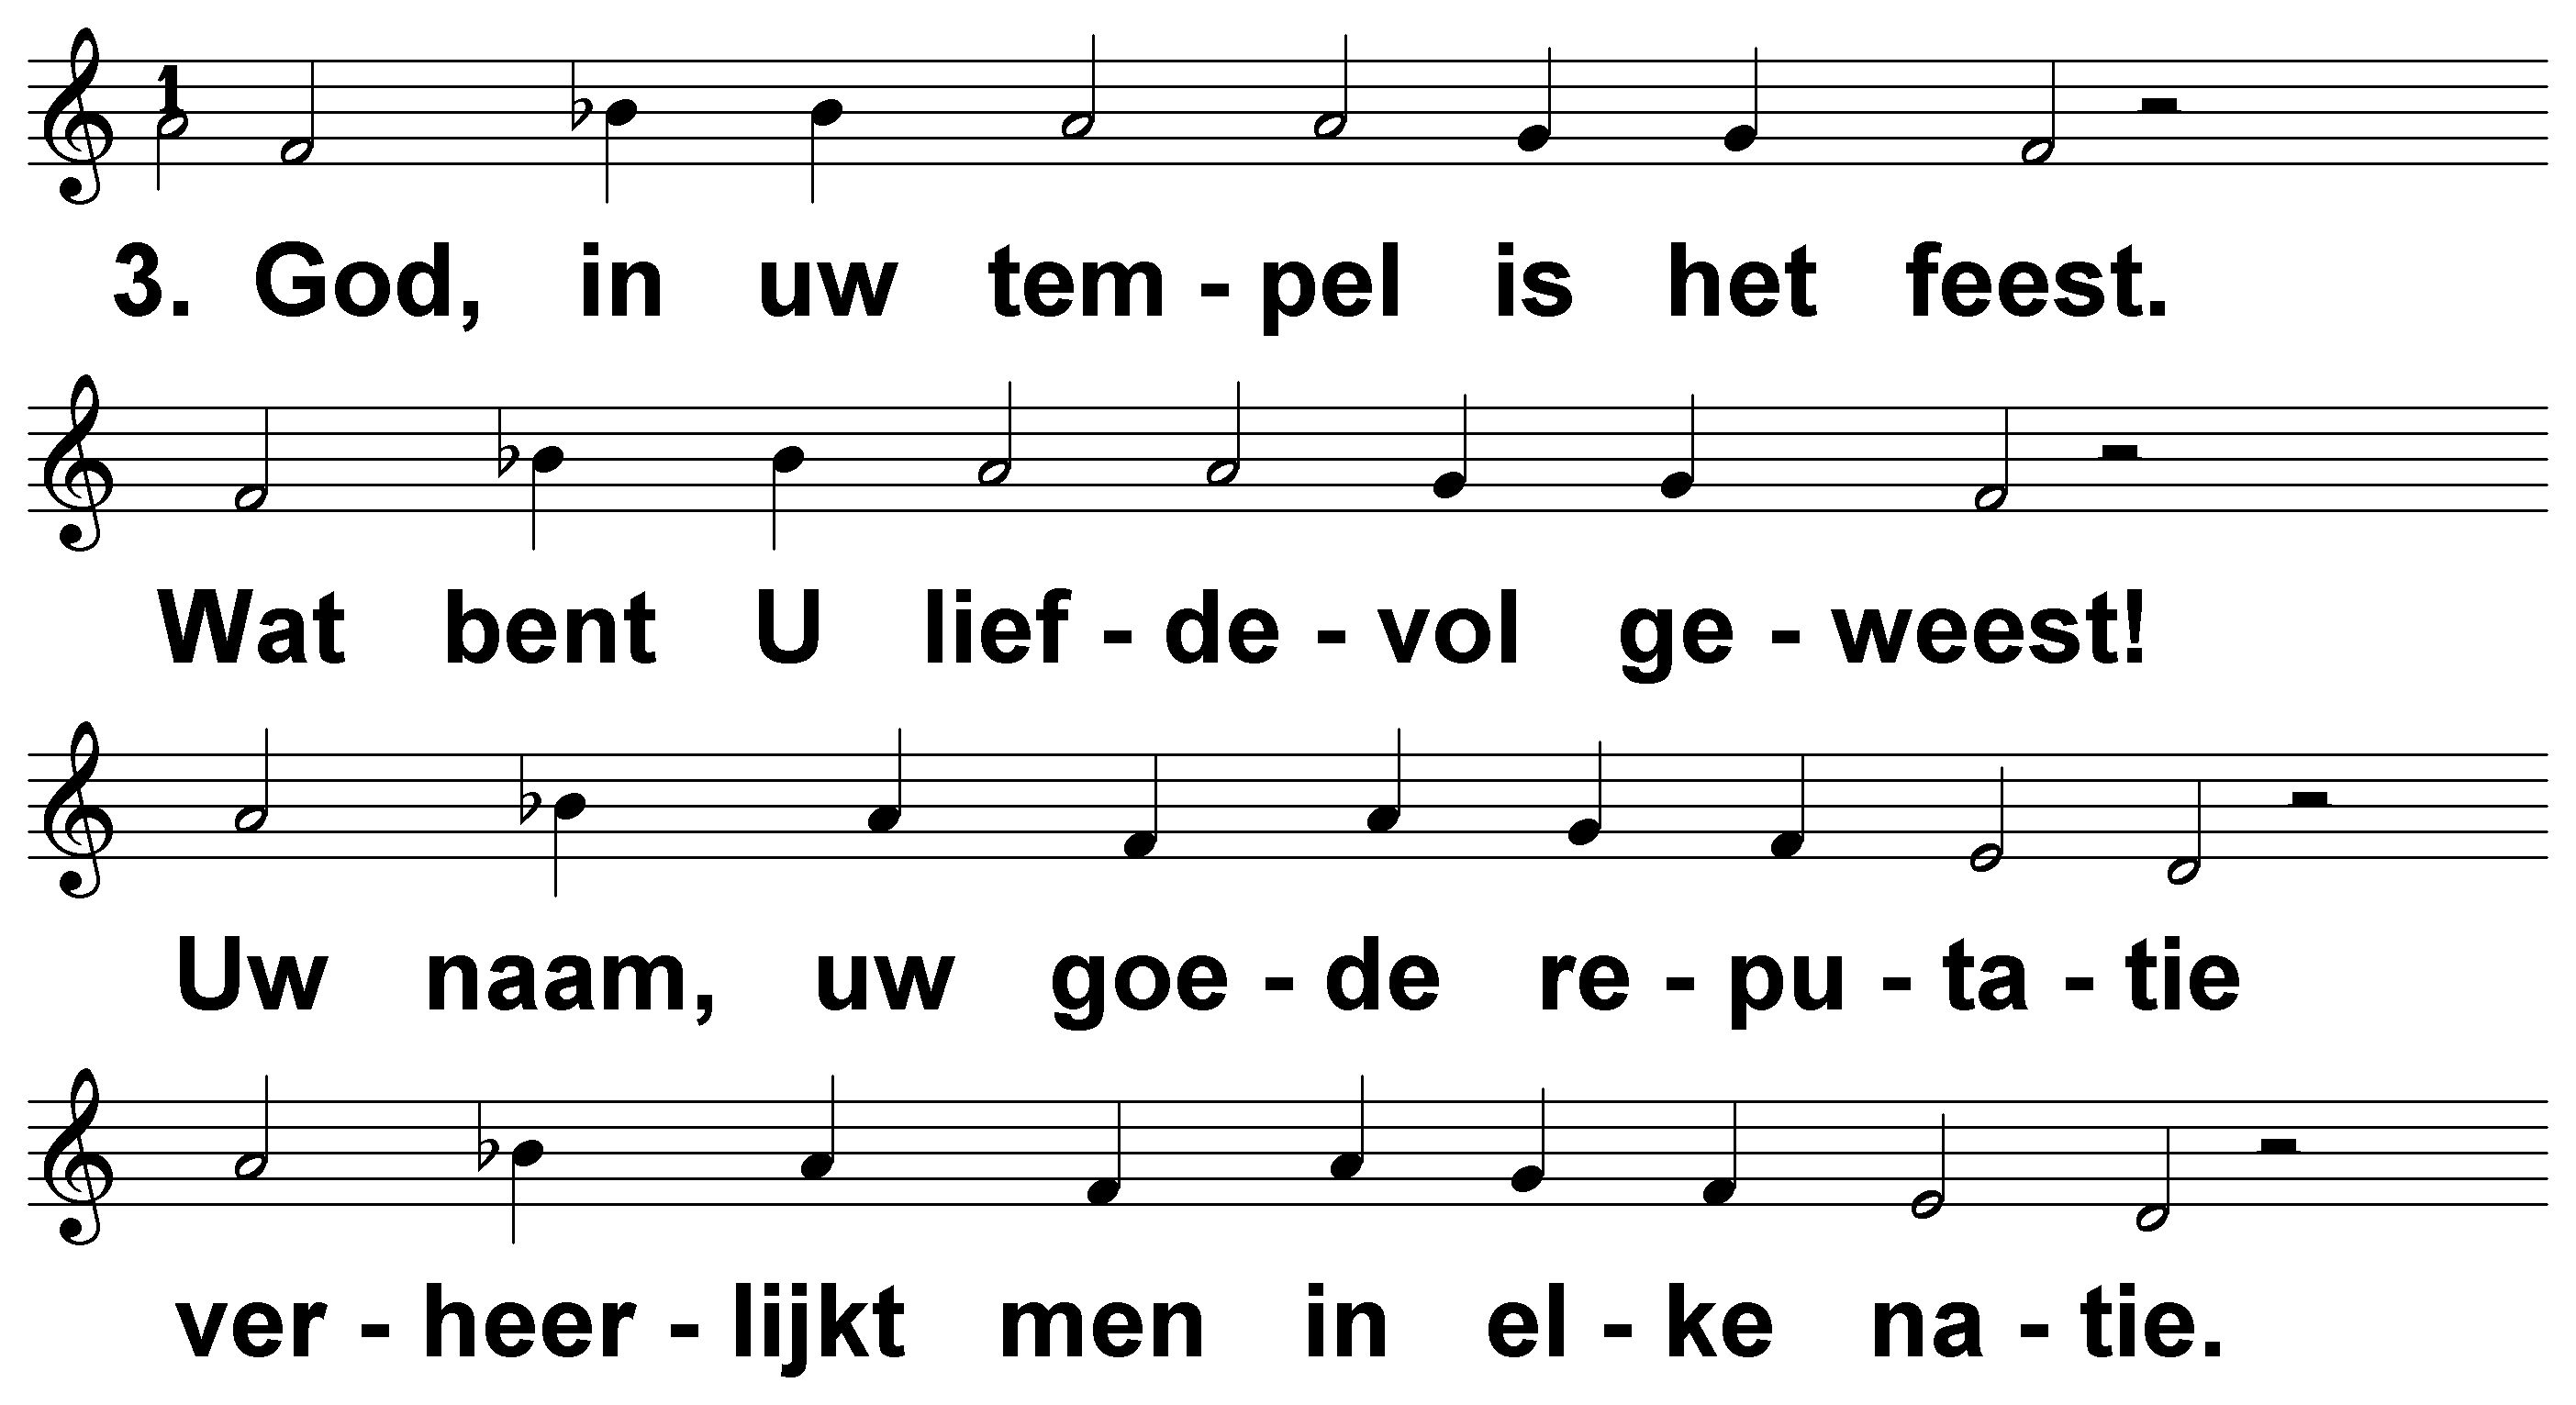 1
3. God, in uw tem - pel is het feest.
Wat bent U lief - de - vol ge - weest!
Uw naam, uw goe - de re - pu - ta - tie
ver - heer - lijkt men in el - ke na - tie.